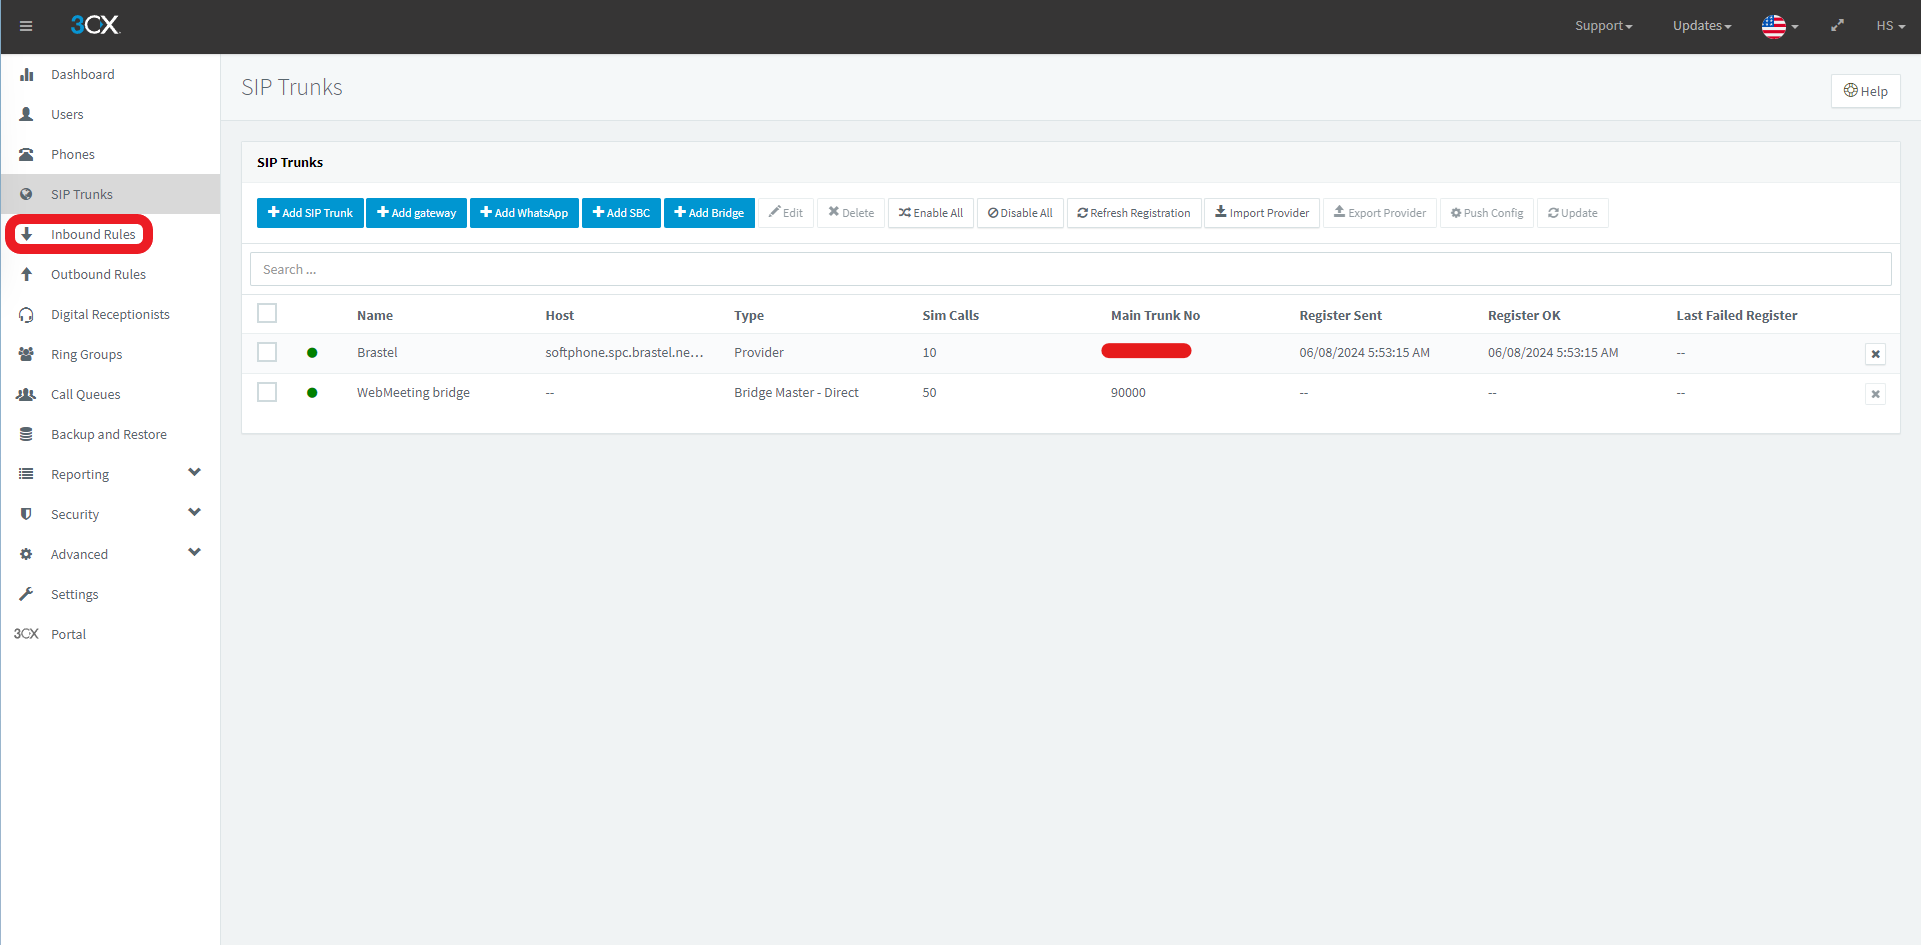 3CX
Support
Updates
HS
Dashboard
Users
Phones
SIP Trunks
Inbound Rules
Outbound Rules
Digital Receptionists
Ring Groups
Call Queues
Backup and Restore
Reporting
Security
Advanced
Settings
3CX Portal
SIP Trunks
Help
SIP Trunks
Add SIP Trunk Add gateway Add WhatsApp Add SBC Add Bridge Edit Delete Enable All Disable All Refresh Registration Import Provider Export Provider Push Config Update
Search ...
Name Host Type Sim Calls Main Trunk No Register Sent Register OK Last Failed Register
Brastel softphone.spc.brastel.ne... Provider 10 06/08/2024 5:53:15 AM 06/08/2024 5:53:15 AM --
WebMeeting bridge -- Bridge Master - Direct 50 90000 -- -- --